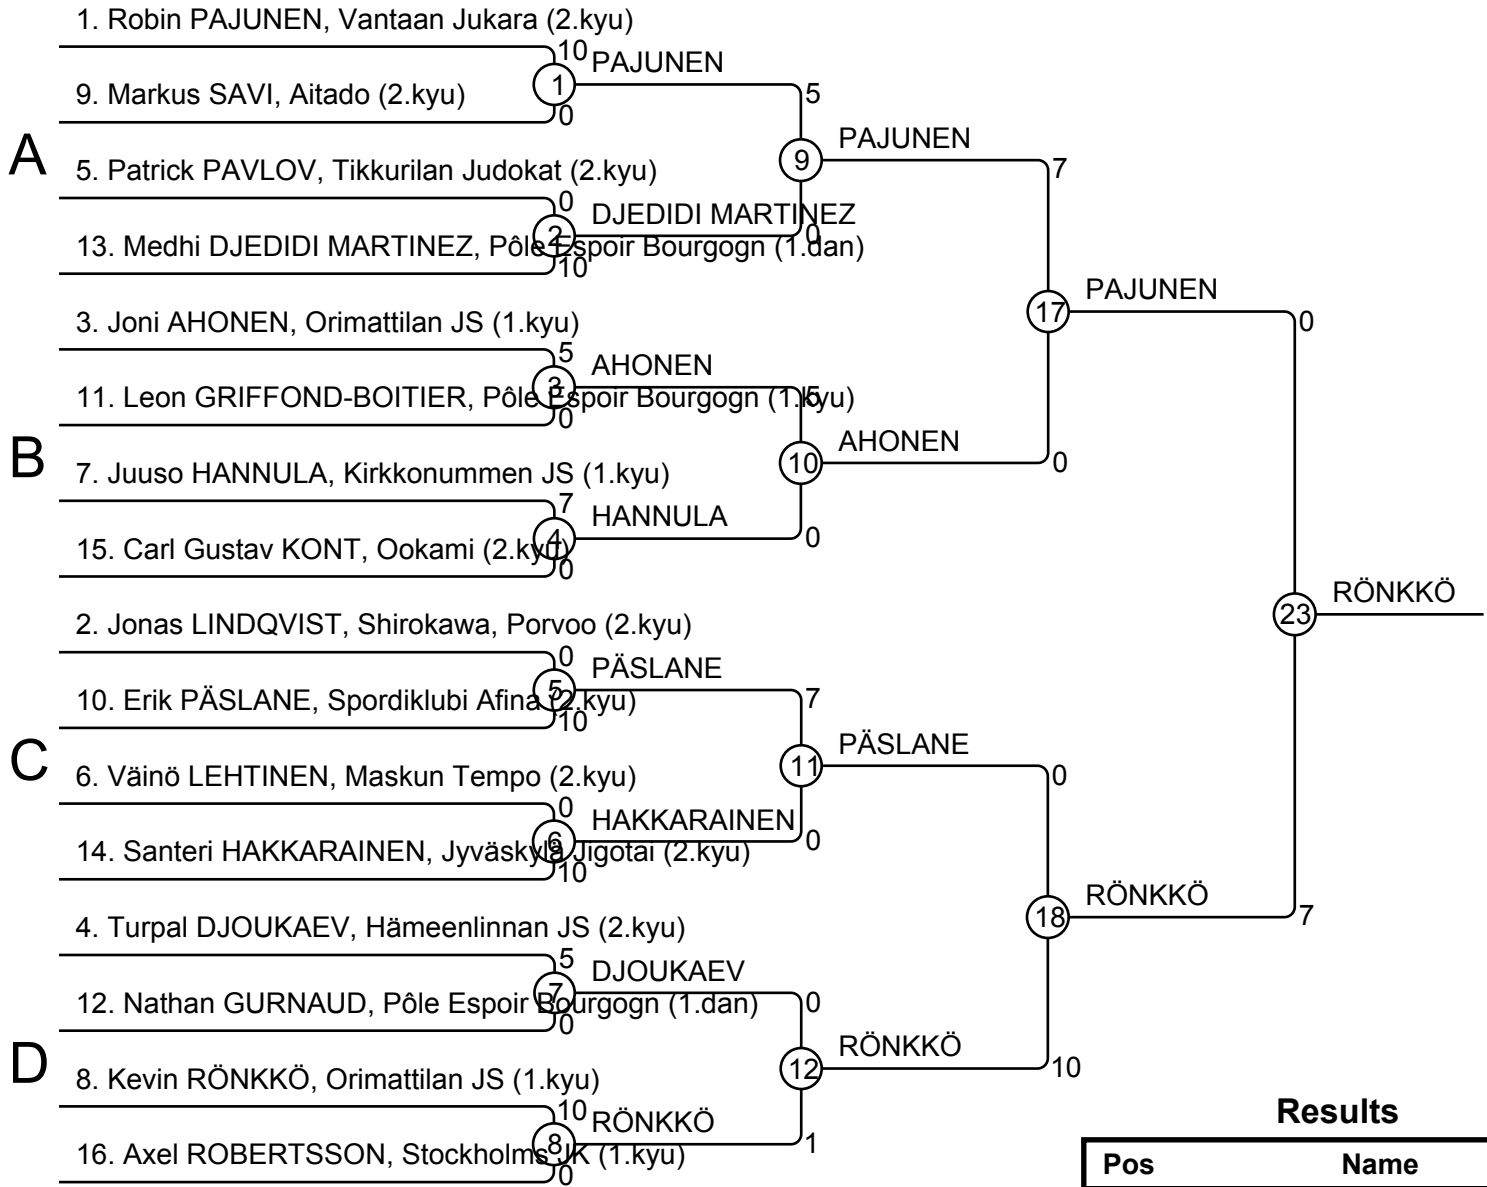 1. Robin PAJUNEN, Vantaan Jukara (2.kyu)
10
PAJUNEN
1
5
9. Markus SAVI, Aitado (2.kyu)
0
A
PAJUNEN
9
7
5. Patrick PAVLOV, Tikkurilan Judokat (2.kyu)
0
DJEDIDI MARTINEZ
2
0
13. Medhi DJEDIDI MARTINEZ, Pôle Espoir Bourgogn (1.dan)
10
PAJUNEN
17
0
3. Joni AHONEN, Orimattilan JS (1.kyu)
5
AHONEN
3
5
11. Leon GRIFFOND-BOITIER, Pôle Espoir Bourgogn (1.kyu)
0
B
AHONEN
10
0
7. Juuso HANNULA, Kirkkonummen JS (1.kyu)
7
HANNULA
4
0
15. Carl Gustav KONT, Ookami (2.kyu)
0
RÖNKKÖ
23
2. Jonas LINDQVIST, Shirokawa, Porvoo (2.kyu)
0
PÄSLANE
5
7
10. Erik PÄSLANE, Spordiklubi Afina (2.kyu)
10
C
PÄSLANE
11
0
6. Väinö LEHTINEN, Maskun Tempo (2.kyu)
0
HAKKARAINEN
6
0
14. Santeri HAKKARAINEN, Jyväskylä Jigotai (2.kyu)
10
RÖNKKÖ
18
7
4. Turpal DJOUKAEV, Hämeenlinnan JS (2.kyu)
5
DJOUKAEV
7
0
12. Nathan GURNAUD, Pôle Espoir Bourgogn (1.dan)
0
D
RÖNKKÖ
12
10
8. Kevin RÖNKKÖ, Orimattilan JS (1.kyu)
10
RÖNKKÖ
8
1
16. Axel ROBERTSSON, Stockholms JK (1.kyu)
0
Results
Pos Name